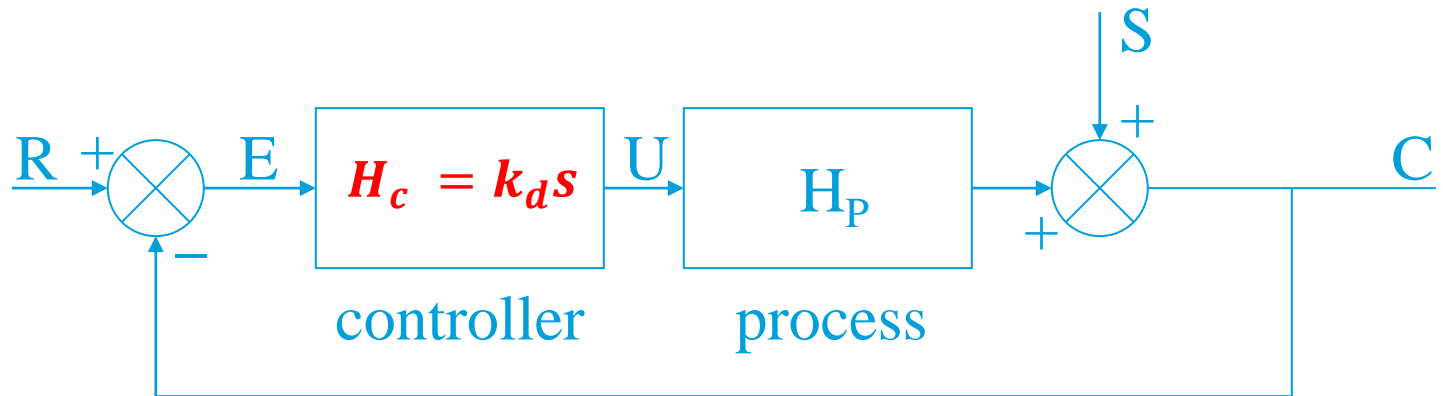 S
+
R + E H_c = k_d s U H_P C
− +
controller process